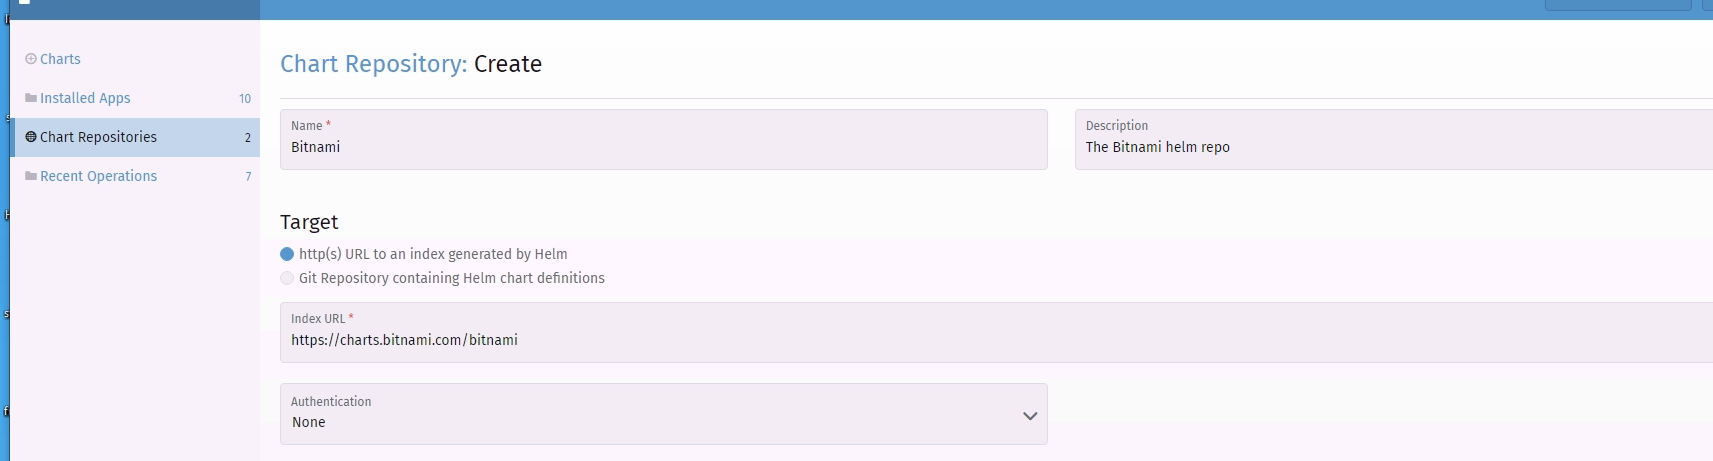 Charts
Installed Apps 10
Chart Repositories 2
Recent Operations 7
Chart Repository: Create
Name *
Bitnami
Description
The Bitnami helm repo
Target
http(s) URL to an index generated by Helm
Git Repository containing Helm chart definitions
Index URL *
https://charts.bitnami.com/bitnami
Authentication
None